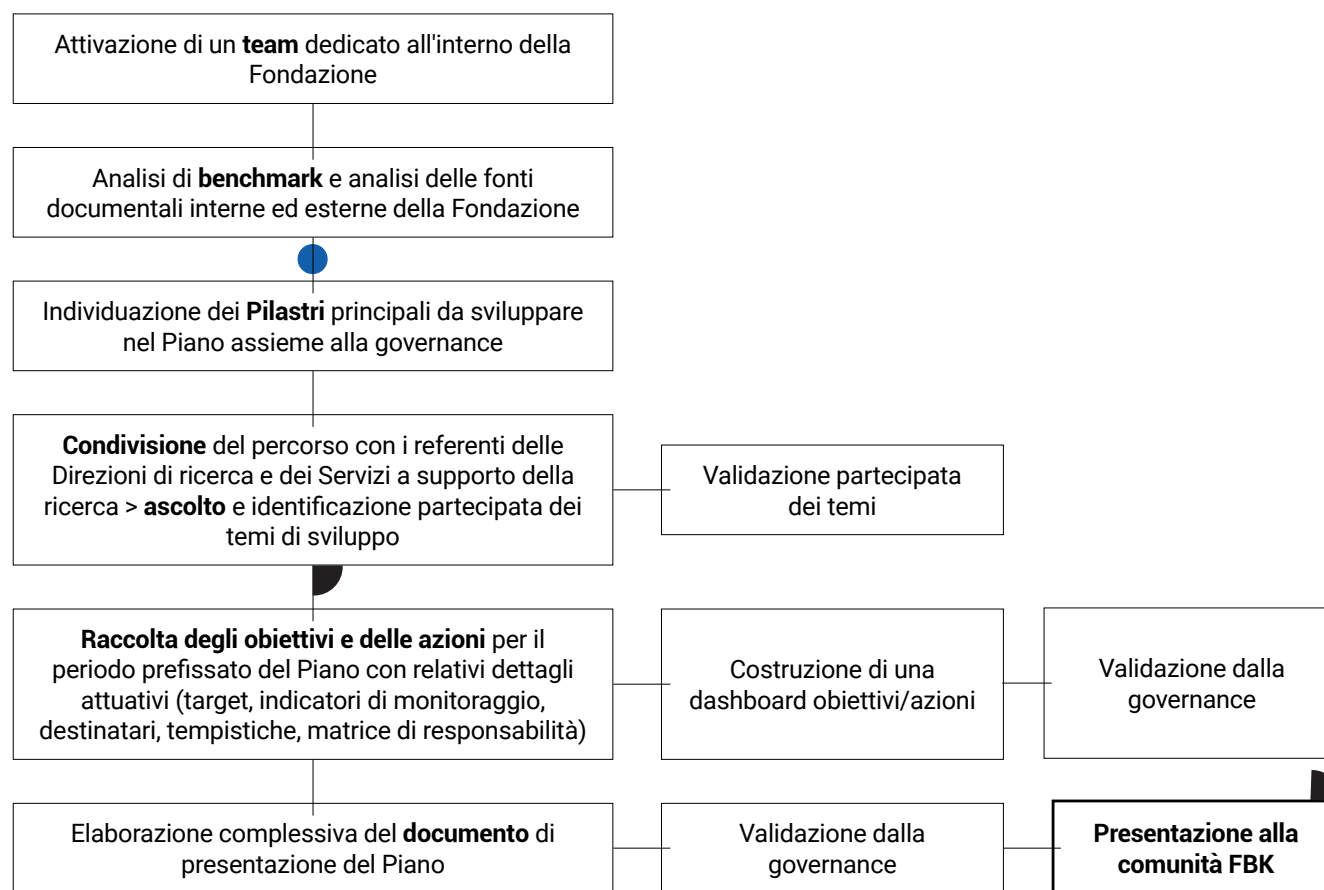 Attivazione di un team dedicato all'interno della
Fondazione
Analisi di benchmark e analisi delle fonti
documentali interne ed esterne della Fondazione
Individuazione dei Pilastri principali da sviluppare
nel Piano assieme alla governance
Condivisione del percorso con i referenti delle
Direzioni di ricerca e dei Servizi a supporto della
ricerca > ascolto e identificazione partecipata dei
temi di sviluppo
Validazione partecipata
dei temi
Raccolta degli obiettivi e delle azioni per il
periodo prefissato del Piano con relativi dettagli
attuativi (target, indicatori di monitoraggio,
destinatari, tempistiche, matrice di responsabilità)
Costruzione di una
dashboard obiettivi/azioni
Validazione dalla
governance
Elaborazione complessiva del documento di
presentazione del Piano
Validazione dalla
governance
Presentazione alla
comunità FBK